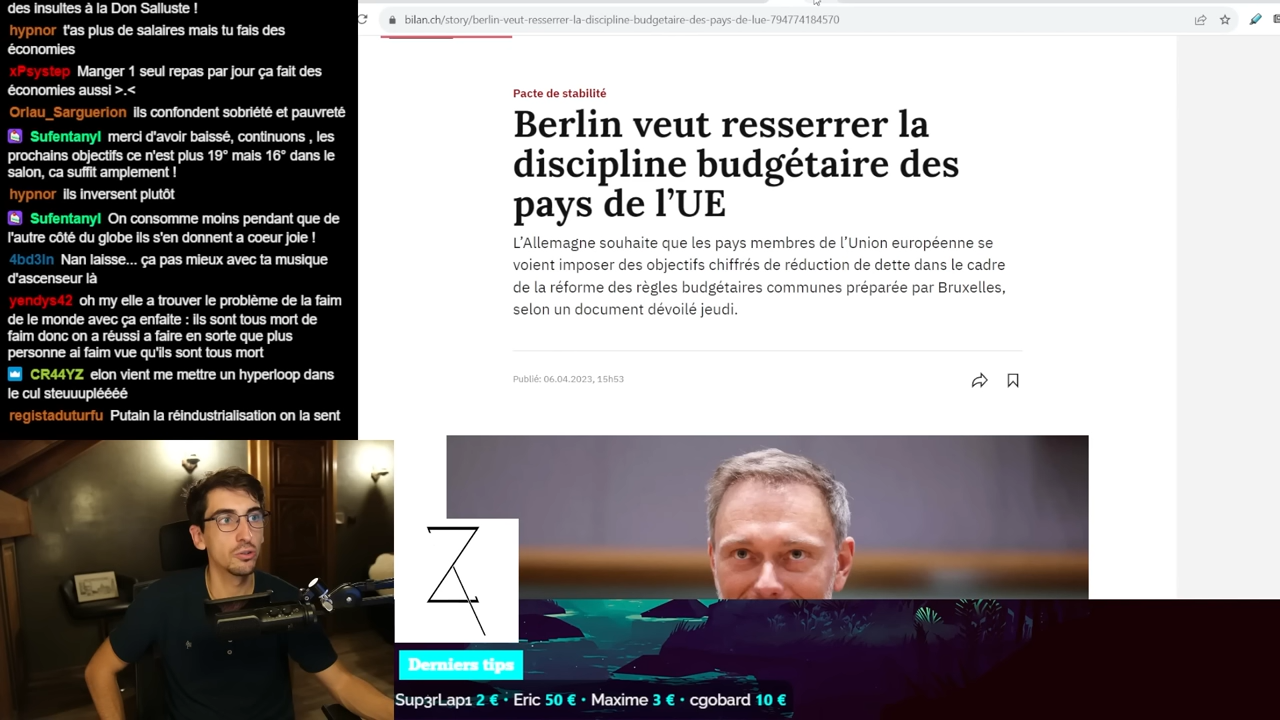 des insultes à la Don Salluste !
hypnor t'as plus de salaires mais tu fais des
économies
xPsystep Manger 1 seul repas par jour ça fait des
économies aussi >.<
Orlau_Sarguerion ils confondent sobriété et pauvreté
Sufentanyl merci d'avoir baissé, continuons , les
prochains objectifs ce n'est plus 19° mais 16° dans le
salon, ca suffit amplement !
hypnor ils inversent plutôt
Sufentanyl On consomme moins pendant que de
l'autre côté du globe ils s'en donnent a coeur joie !
4bd3ln Nan laisse... ça pas mieux avec ta musique
d'ascenseur là
yendys42 oh my elle a trouver le problème de la faim
de le monde avec ça enfaite : ils sont tous mort de
faim donc on a réussi a faire en sorte que plus
personne ai faim vue qu'ils sont tous mort
CR44YZ elon vient me mettre un hyperloop dans
le cul steuuupléééé
registaduturfu Putain la réindustrialisation on la sent
bilan.ch/story/berlin-veut-resserrer-la-discipline-budgetaire-des-pays-de-lue-794774184570
Pacte de stabilité
Berlin veut resserrer la
discipline budgétaire des
pays de l’UE
L’Allemagne souhaite que les pays membres de l’Union européenne se
voient imposer des objectifs chiffrés de réduction de dette dans le cadre
de la réforme des règles budgétaires communes préparée par Bruxelles,
selon un document dévoilé jeudi.
Publié: 06.04.2023, 15h53
Derniers tips
Sup3rLap1 2 € • Eric 50 € • Maxime 3 € • cgobard 10 €